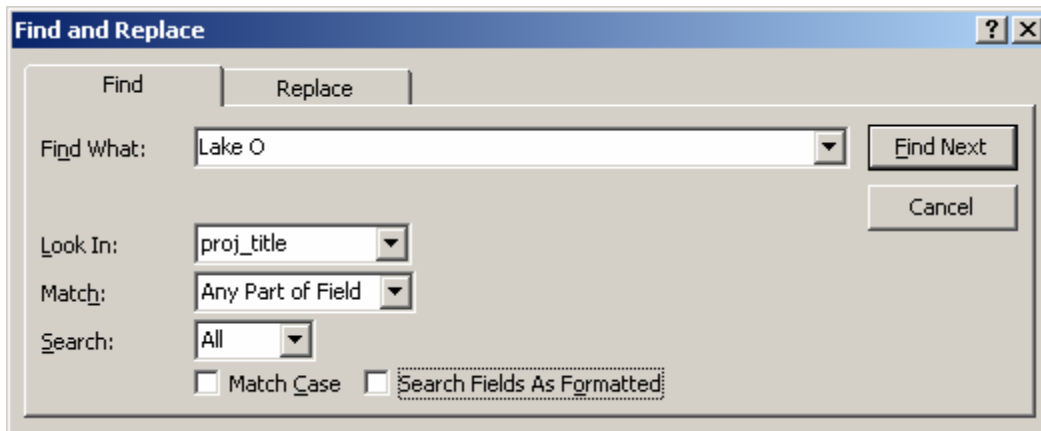 Find and Replace
Find Replace
Find What: Lake O Find Next
Cancel
Look In: proj_title
Match: Any Part of Field
Search: All
Match Case Search Fields As Formatted